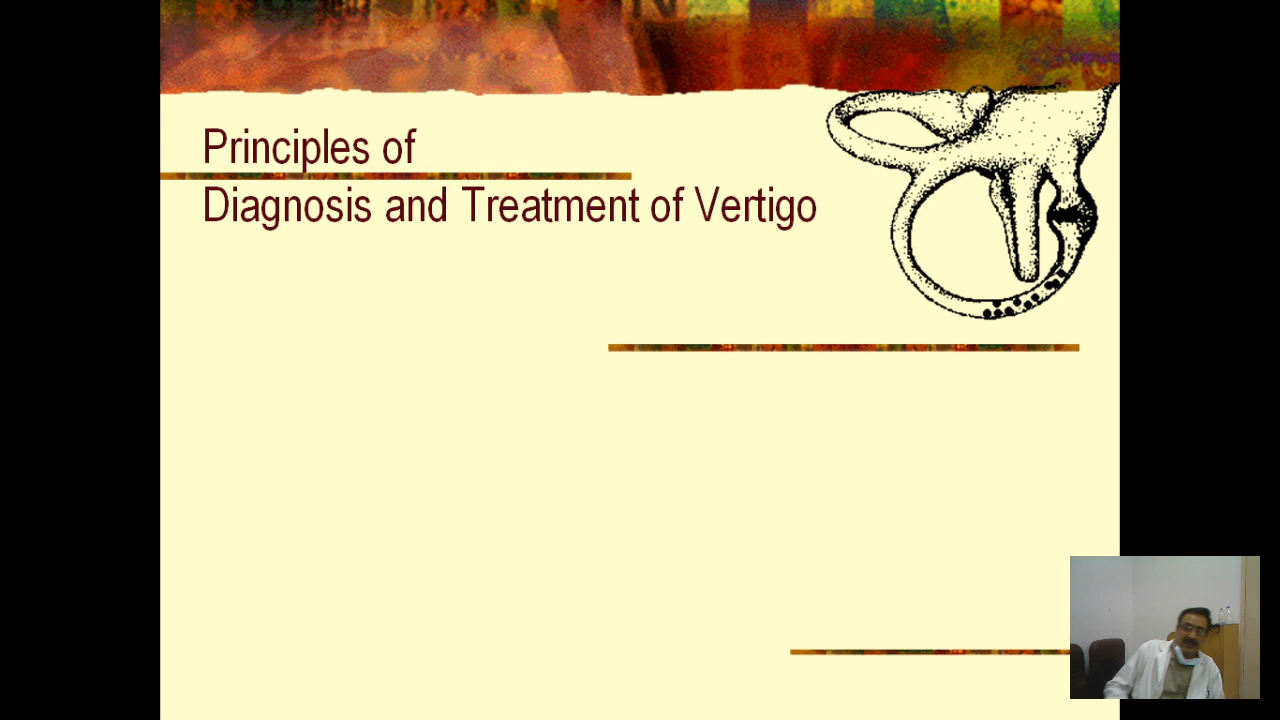 Principles of
Diagnosis and Treatment of Vertigo